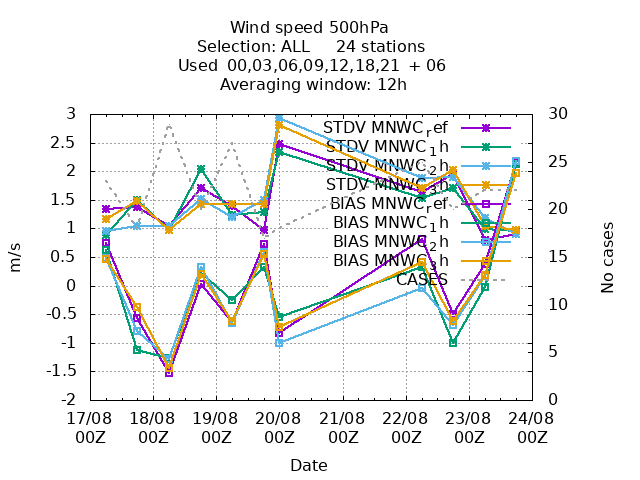 Wind speed 500hPa
Selection: ALL 24 stations
Used 00,03,06,09,12,18,21 + 06
Averaging window: 12h
3
2.5
2
1.5
1
0.5
0
-0.5
-1
-1.5
-2
m/s
30
25
20
15
10
5
0
No cases
STDV MNWC_ref
STDV MNWC_1h
STDV MNWC_2h
STDV MNWC_3h
BIAS MNWC_ref
BIAS MNWC_1h
BIAS MNWC_2h
BIAS MNWC_3h
CASES
17/08 18/08 19/08 20/08 21/08 22/08 23/08 24/08
00Z 00Z 00Z 00Z 00Z 00Z 00Z 00Z
Date